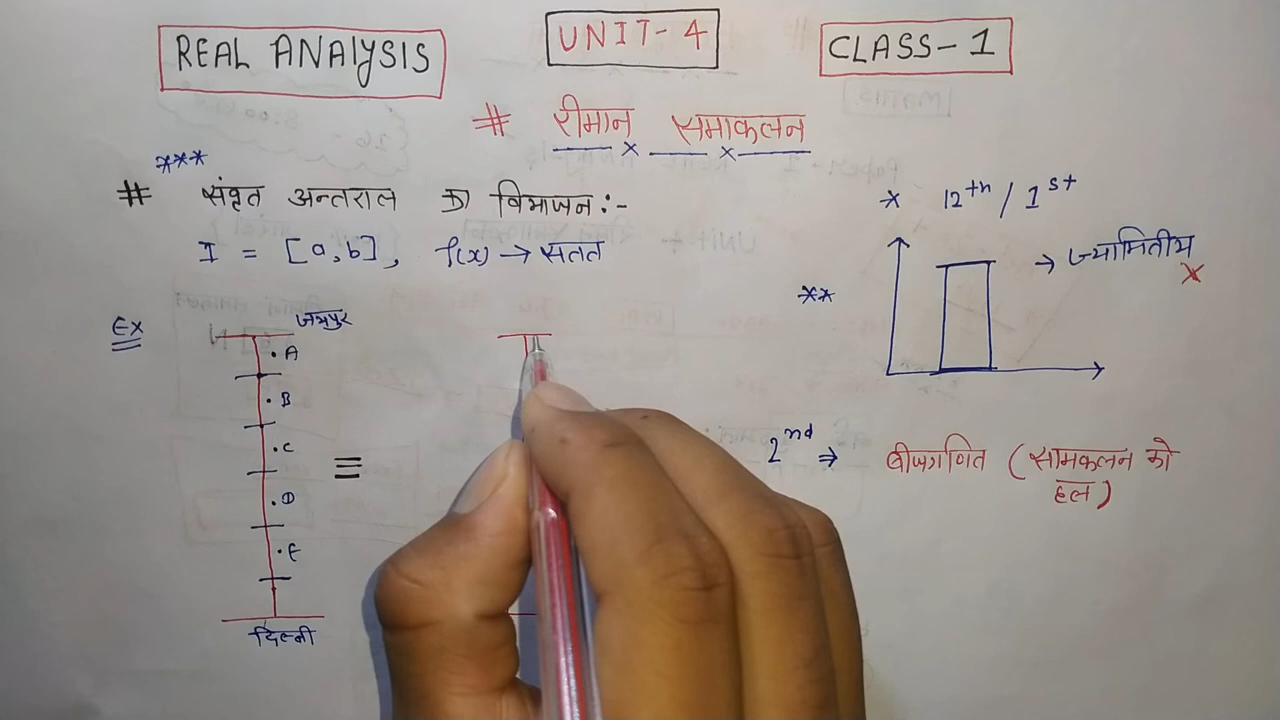 REAL ANALYSIS
UNIT-4
CLASS-1
# रीमान समाकलन
***
# संवृत अन्तराल का विभाजन :-
I = [a,b], f(x) → सतत
* 12th / 1st
** → ज्यामितीय ×
Ex
जयपुर
• A
• B
• C
• D
• E
दिल्ली
≡
2nd ⇒ बीजगणित (सामकलन को
हल)